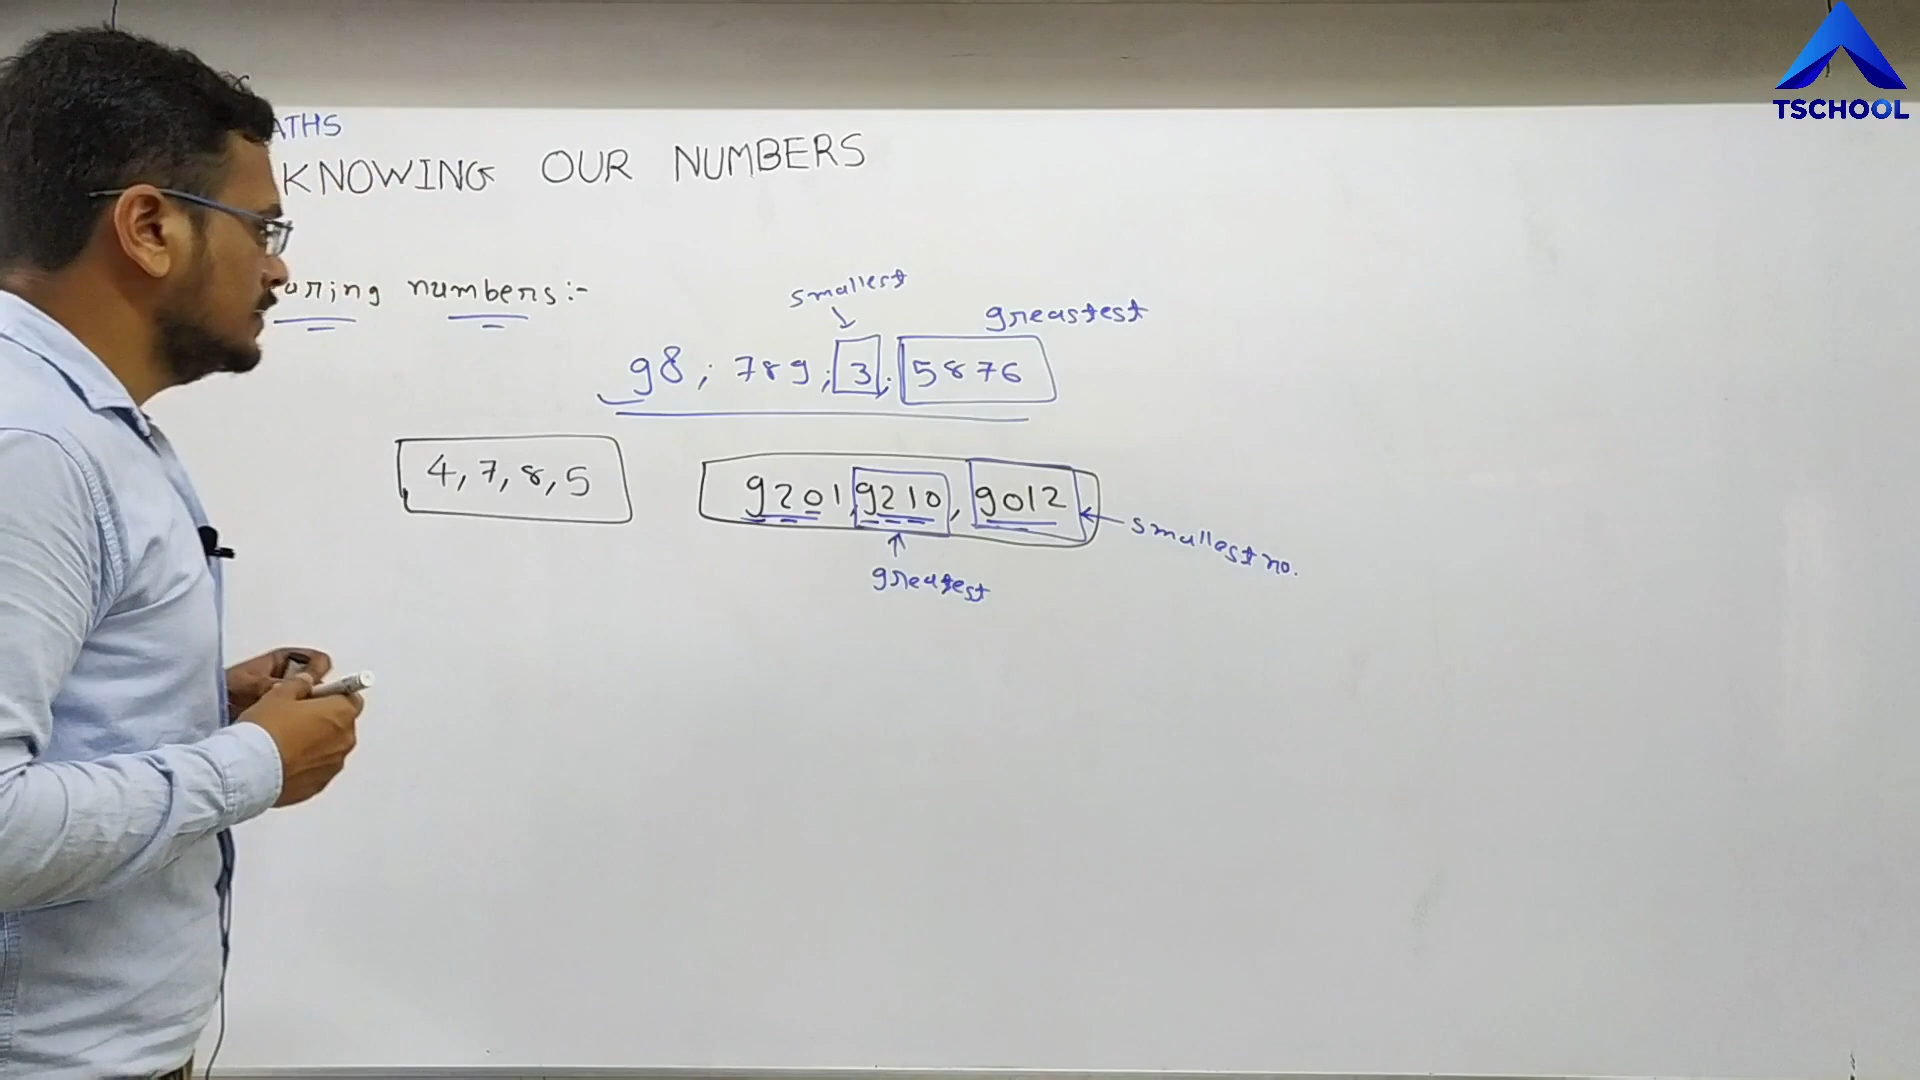 TSCHOOL
ATHS
KNOWING OUR NUMBERS
aring numbers:-
smallest
greastest
98; 789; 3; 5876
4, 7, 8, 5
9201, 9210, 9012
smallest no.
greatest